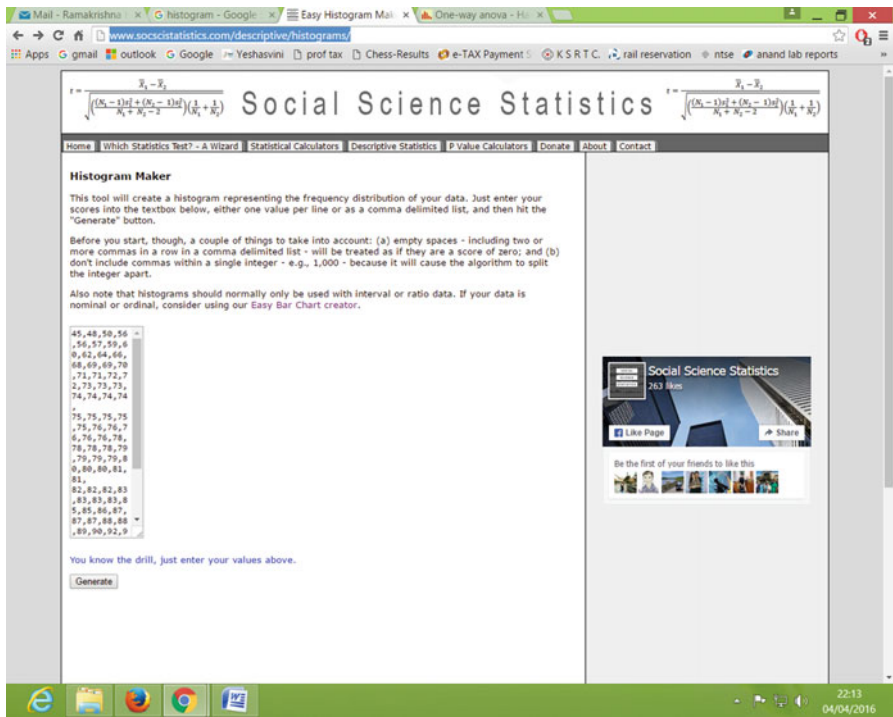 Mail - Ramakrishna
G histogram - Google
Easy Histogram Mak
One-way anova - Ha
www.socscistatistics.com/descriptive/histograms/
Apps G gmail outlook G Google Yeshasvini prof tax Chess-Results e-TAX Payment S K S R T C. rail reservation ntse anand lab reports »
Social Science Statistics
Home Which Statistics Test? - A Wizard Statistical Calculators Descriptive Statistics P Value Calculators Donate About Contact
Histogram Maker
This tool will create a histogram representing the frequency distribution of your data. Just enter your
scores into the textbox below, either one value per line or as a comma delimited list, and then hit the
"Generate" button.
Before you start, though, a couple of things to take into account: (a) empty spaces - including two or
more commas in a row in a comma delimited list - will be treated as if they are a score of zero; and (b)
don't include commas within a single integer - e.g., 1,000 - because it will cause the algorithm to split
the integer apart.
Also note that histograms should normally only be used with interval or ratio data. If your data is
nominal or ordinal, consider using our Easy Bar Chart creator.
45,48,50,56
,56,57,59,6
0,62,64,66,
68,69,69,70
,71,71,72,7
2,73,73,73,
74,74,74,74
,
75,75,75,75
,75,76,76,7
6,76,76,78,
78,78,78,79
,79,79,79,8
0,80,80,81,
81,
82,82,82,83
,83,83,83,8
5,85,86,87,
87,87,88,88
,89,90,92,9
Social Science Statistics
263 likes
Like Page
Share
Be the first of your friends to like this
You know the drill, just enter your values above.
Generate
22:13
04/04/2016